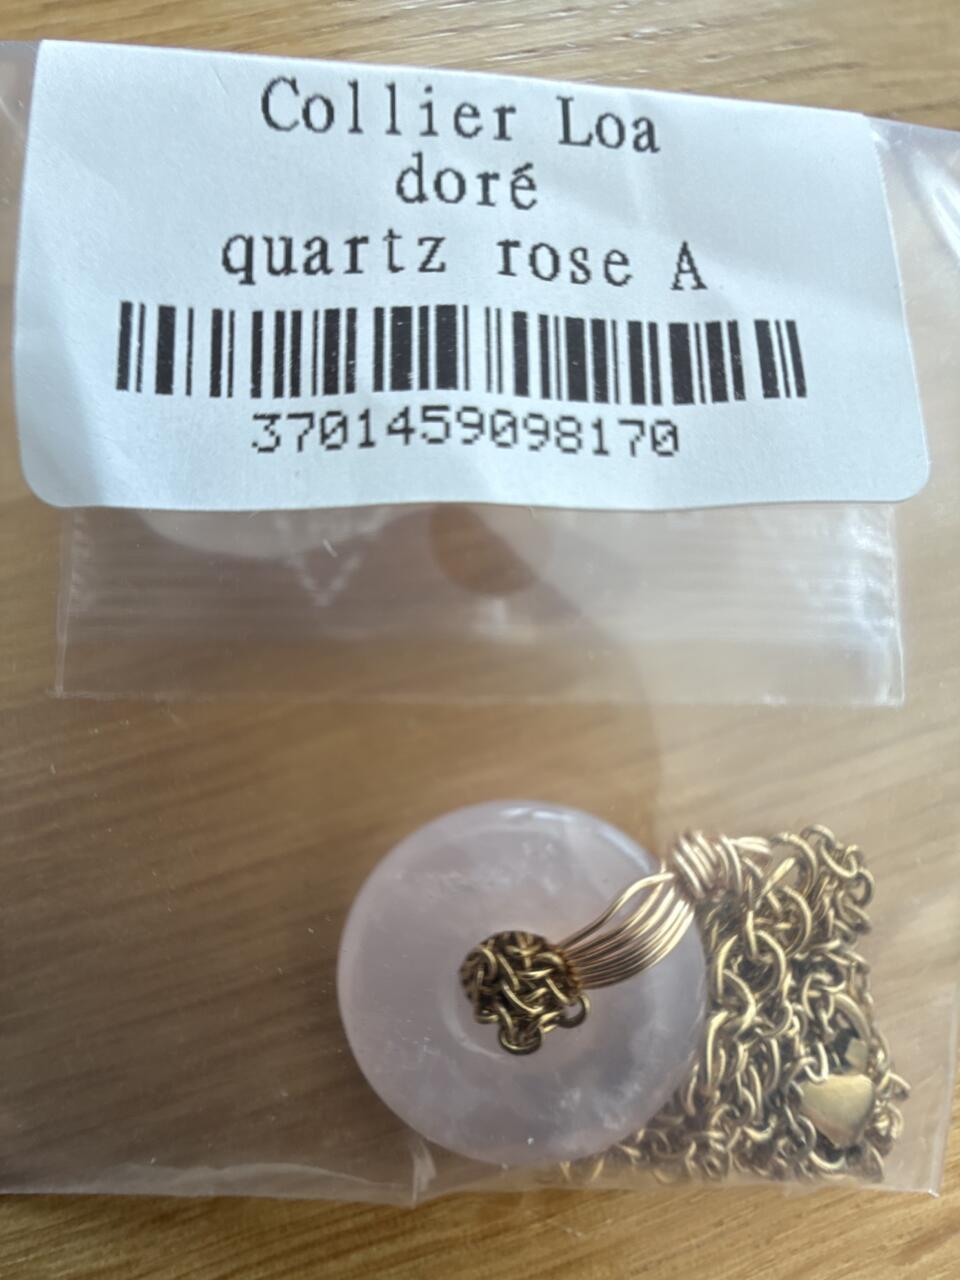 Collier Loa
doré
quartz rose A
3701459098170